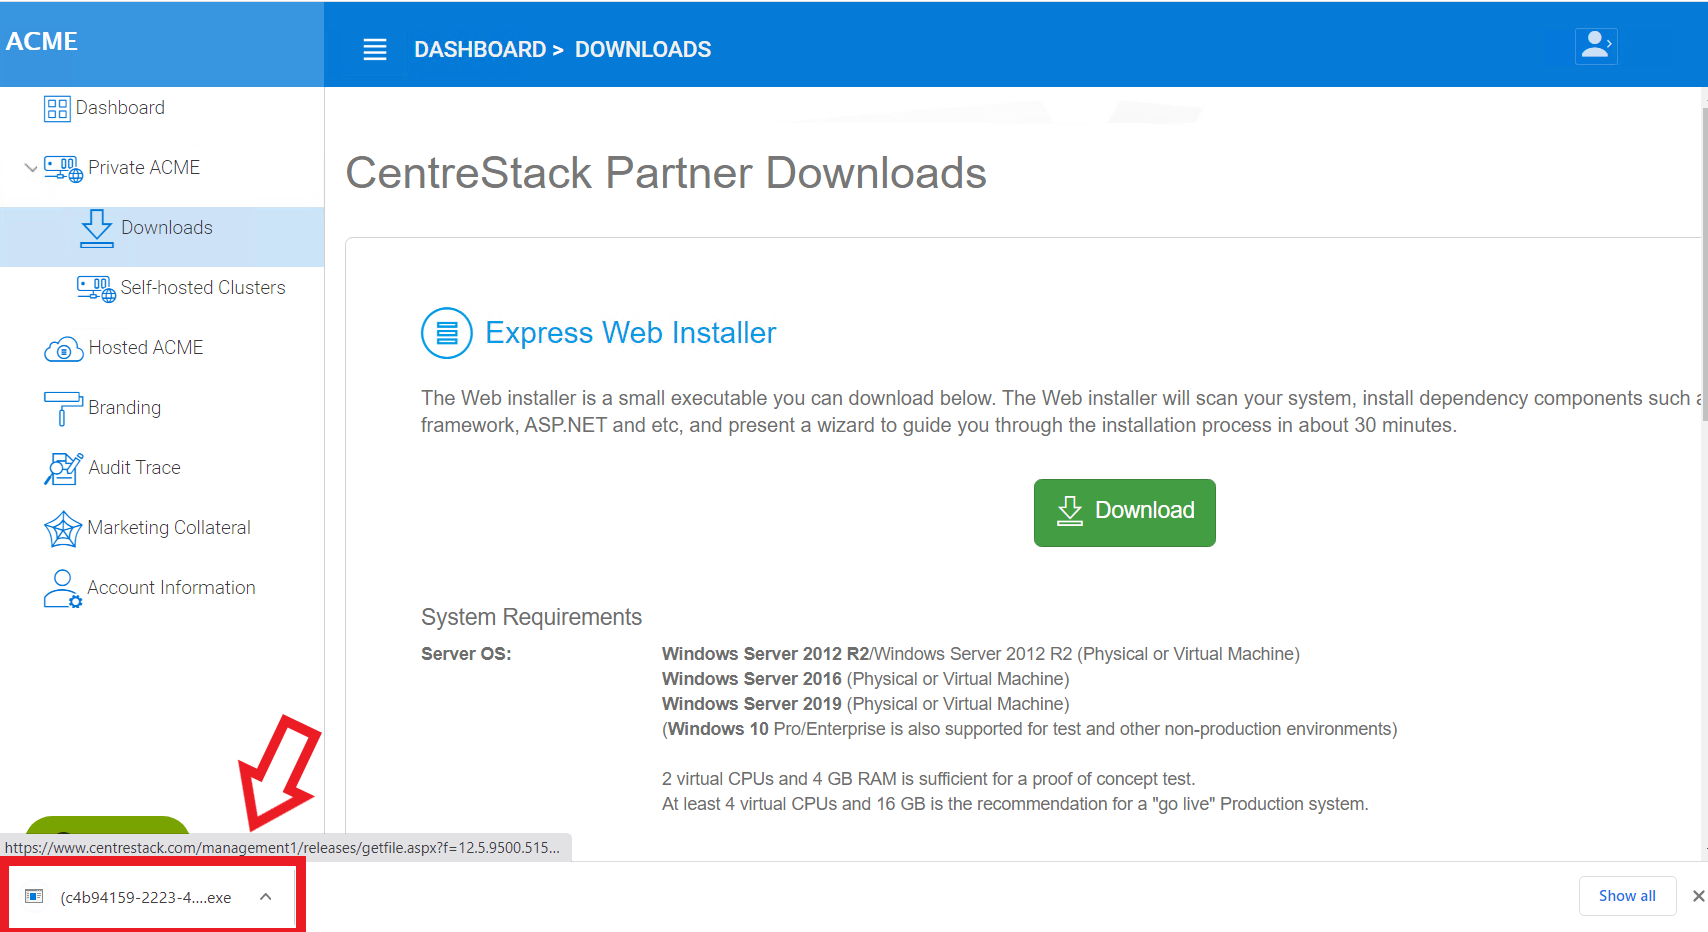 ACME
DASHBOARD > DOWNLOADS
Dashboard
Private ACME
Downloads
Self-hosted Clusters
Hosted ACME
Branding
Audit Trace
Marketing Collateral
Account Information
CentreStack Partner Downloads
Express Web Installer
The Web installer is a small executable you can download below. The Web installer will scan your system, install dependency components such
framework, ASP.NET and etc, and present a wizard to guide you through the installation process in about 30 minutes.
Download
System Requirements
Server OS:
Windows Server 2012 R2/Windows Server 2012 R2 (Physical or Virtual Machine)
Windows Server 2016 (Physical or Virtual Machine)
Windows Server 2019 (Physical or Virtual Machine)
(Windows 10 Pro/Enterprise is also supported for test and other non-production environments)
2 virtual CPUs and 4 GB RAM is sufficient for a proof of concept test.
At least 4 virtual CPUs and 16 GB is the recommendation for a "go live" Production system.
https://www.centrestack.com/management1/releases/getfile.aspx?f=12.5.9500.515...
(c4b94159-2223-4....exe
Show all